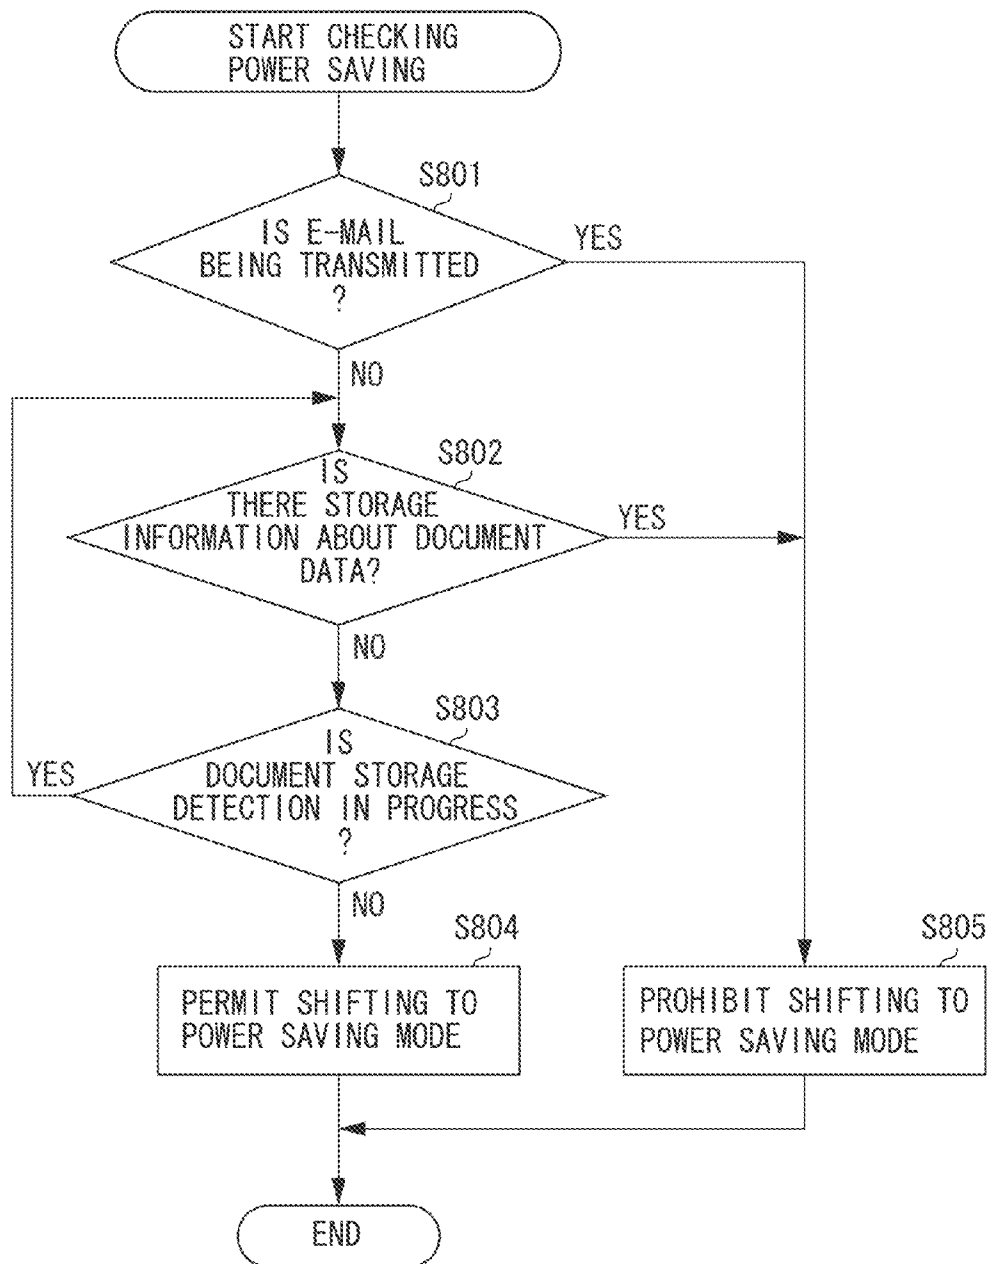 START CHECKING
POWER SAVING
S801
IS E-MAIL
BEING TRANSMITTED
?
YES
NO
S802
IS
THERE STORAGE
INFORMATION ABOUT DOCUMENT
DATA?
YES
NO
S803
IS
DOCUMENT STORAGE
DETECTION IN PROGRESS
?
YES
NO
S804
PERMIT SHIFTING TO
POWER SAVING MODE
S805
PROHIBIT SHIFTING TO
POWER SAVING MODE
END